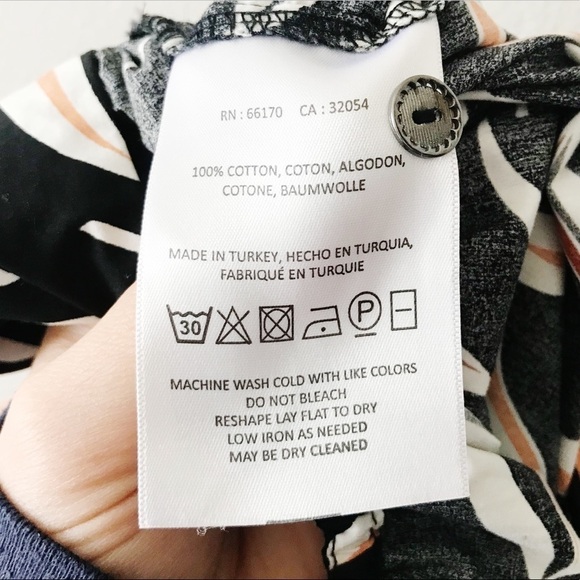 RN : 66170 CA : 32054
100% COTTON, COTON, ALGODON,
COTONE, BAUMWOLLE
MADE IN TURKEY, HECHO EN TURQUIA,
FABRIQUÉ EN TURQUIE
30 P
MACHINE WASH COLD WITH LIKE COLORS
DO NOT BLEACH
RESHAPE LAY FLAT TO DRY
LOW IRON AS NEEDED
MAY BE DRY CLEANED